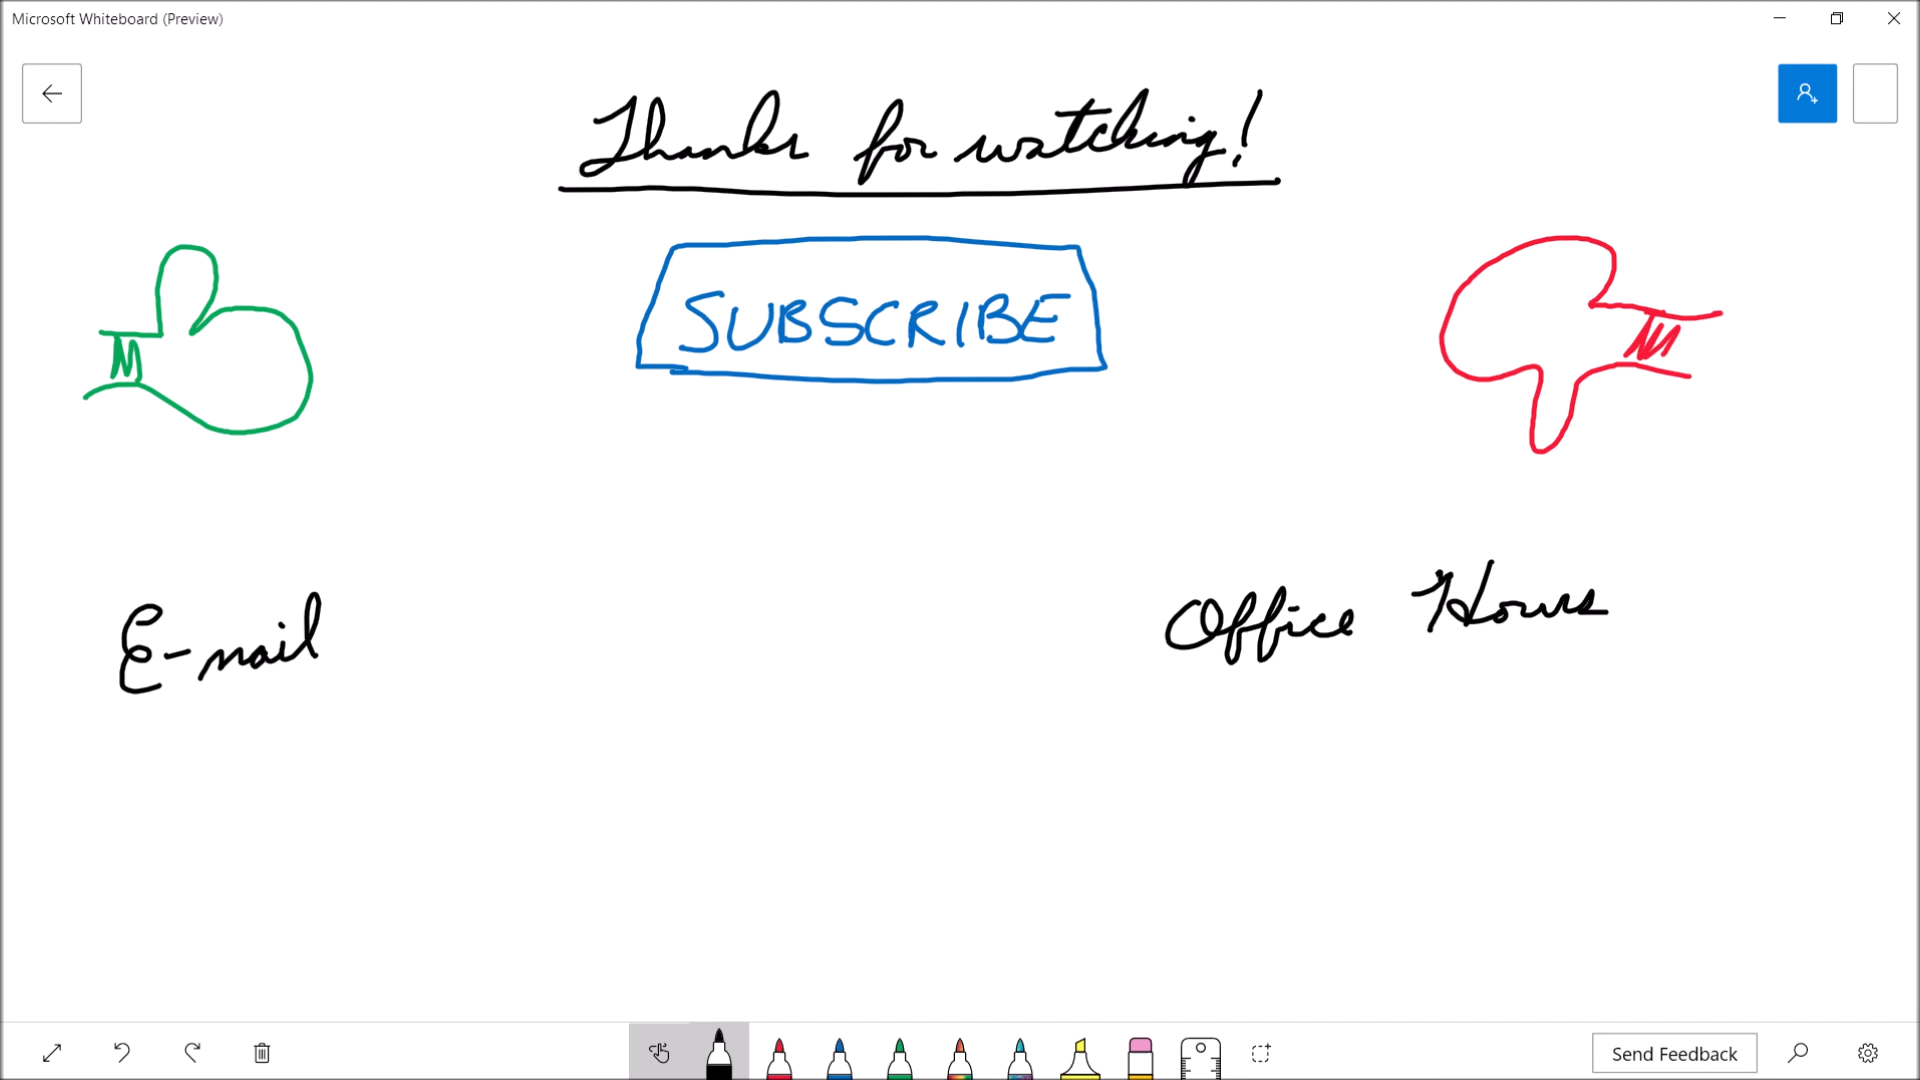 Microsoft Whiteboard (Preview)
Thanks for watching!
SUBSCRIBE
E-mail
Office Hours
Send Feedback